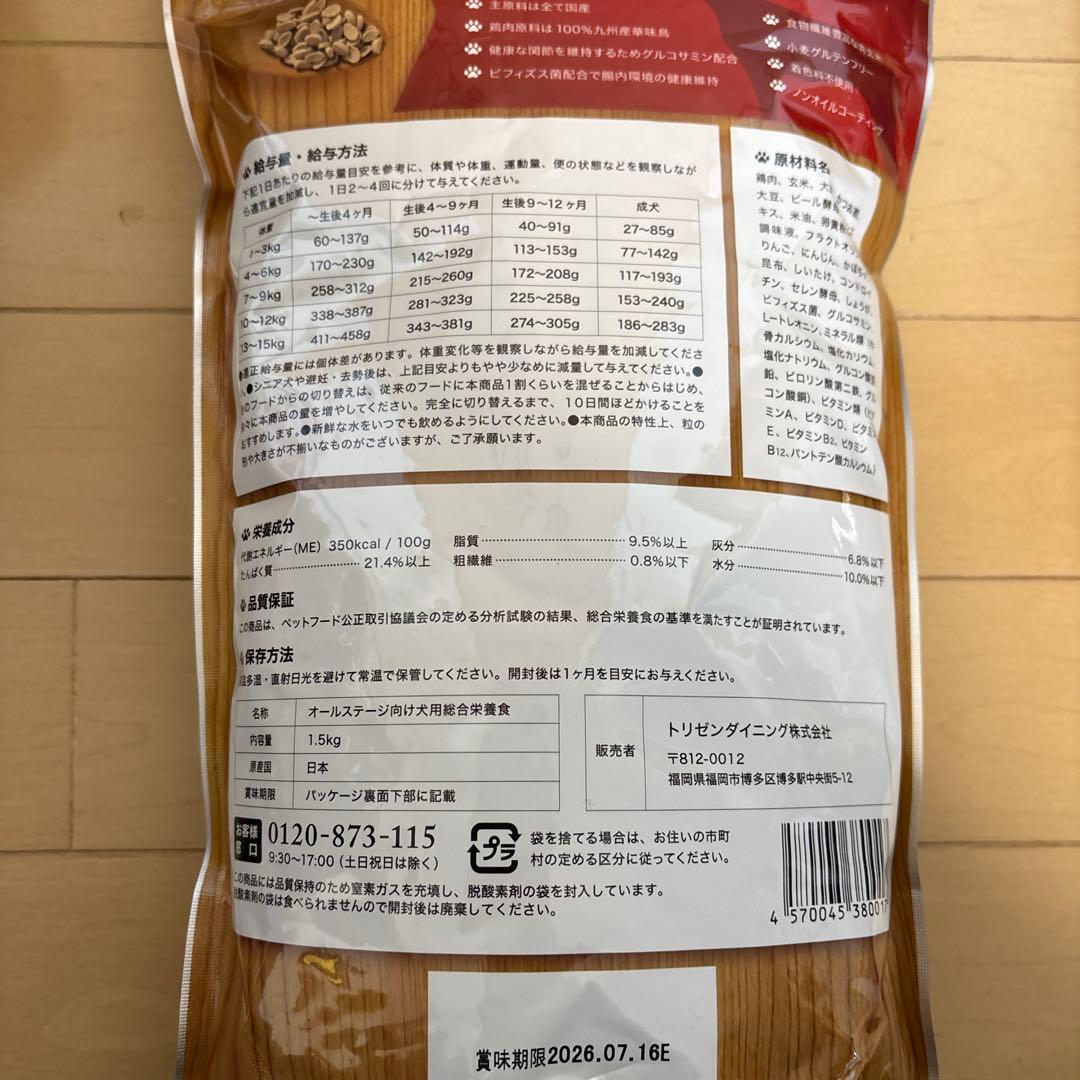 主原料は全て国産
鶏肉原料は100%九州産華味鳥
健康な関節を維持するためグルコサミン配合
ビフィズス菌配合で腸内環境の健康維持
食物繊維豊富な
小麦グルテンフリー
着色料不使用
ノンオイルコーティング
給与量・給与方法
下記1日あたりの給与量目安を参考に、体質や体重、運動量、便の状態などを観察しなが
ら適宜量を加減し、1日2〜4回に分けて与えてください。
体重 〜生後4ヶ月 生後4〜9ヶ月 生後9〜12ヶ月 成犬
1〜3kg 60〜137g 50〜114g 40〜91g 27〜85g
4〜6kg 170〜230g 142〜192g 113〜153g 77〜142g
7〜9kg 258〜312g 215〜260g 172〜208g 117〜193g
10〜12kg 338〜387g 281〜323g 225〜258g 153〜240g
13〜15kg 411〜458g 343〜381g 274〜305g 186〜283g
●適正給与量には個体差があります。体重変化等を観察しながら給与量を加減してくださ
い。●シニア犬や避妊・去勢後は、上記目安よりもやや少なめに減量して与えてください。●
のフードからの切り替えは、従来のフードに本商品1割くらいを混ぜることからはじめ、
徐々に本商品の量を増やしてください。完全に切り替えるまで、10日間ほどかけることを
おすすめします。●新鮮な水をいつでも飲めるようにしてください。●本商品の特性上、粒の
形や大きさが不揃いなものがございますが、ご了承願います。
原材料名
鶏肉、玄米、大
大豆、ビール酵母、
キス、米油、卵黄粉
調味液、フラクトオリ
りんご、にんじん、かぼちゃ
昆布、しいたけ、コンドロイ
チン、セレン酵母、しょうが、
ビフィズス菌、グルコサミン、
L-トレオニン、ミネラル類(牛
骨カルシウム、塩化カリウム、
塩化ナトリウム、グルコン酸亜
鉛、ピロリン酸第二鉄、グル
コン酸銅)、ビタミン類(ビタ
ミンA、ビタミンD、ビタミン
E、ビタミンB2、ビタミン
B12、パントテン酸カルシウム)
栄養成分
代謝エネルギー(ME) 350kcal / 100g
たんぱく質 21.4%以上
脂質 9.5%以上
粗繊維 0.8%以下
灰分 6.8%以下
水分 10.0%以下
品質保証
この商品は、ペットフード公正取引協議会の定める分析試験の結果、総合栄養食の基準を満たすことが証明されています。
保存方法
高温多湿・直射日光を避けて常温で保管してください。開封後は1ヶ月を目安にお与えください。
名称 オールステージ向け犬用総合栄養食
内容量 1.5kg
原産国 日本
賞味期限 パッケージ裏面下部に記載
販売者
トリゼンダイニング株式会社
〒812-0012
福岡県福岡市博多区博多駅中央街5-12
お客様
窓口
0120-873-115
9:30〜17:00(土日祝日は除く)
プラ
袋を捨てる場合は、お住いの市町
村の定める区分に従ってください。
この商品には品質保持のため窒素ガスを充填し、脱酸素剤の袋を封入しています。
脱酸素剤の袋は食べられませんので開封後は廃棄してください。
4 570045 380017
賞味期限2026.07.16E